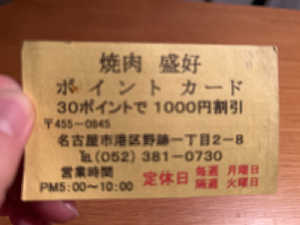 焼肉 盛好
ポイント カード
30ポイントで 1000円割引
〒455-0845
名古屋市港区野跡一丁目2-8
TEL(052) 381-0730
営業時間 定休日 毎週 月曜日
PM5:00〜10:00 隔週 火曜日